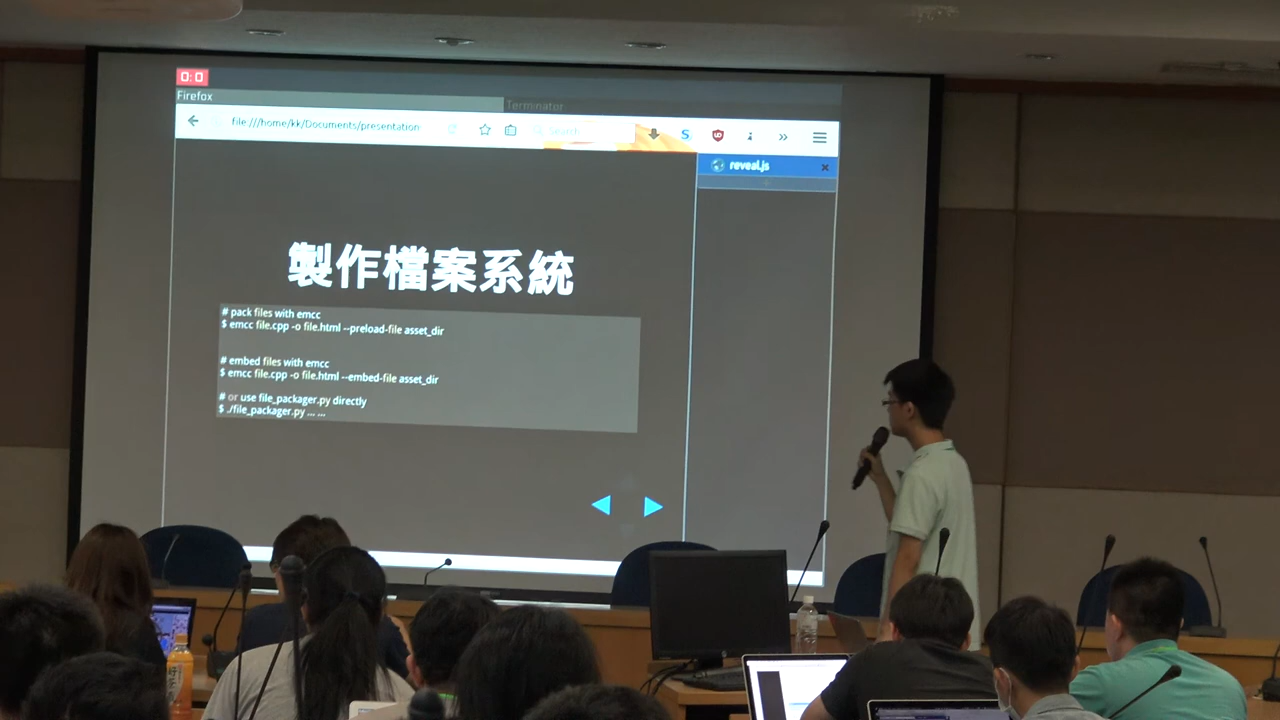 0: 0
Firefox
Terminator
file:///home/kk/Documents/presentation
Search
S
reveal.js
製作檔案系統
# pack files with emcc
$ emcc file.cpp -o file.html --preload-file asset_dir
# embed files with emcc
$ emcc file.cpp -o file.html --embed-file asset_dir
# or use file_packager.py directly
$ ./file_packager.py ... ...